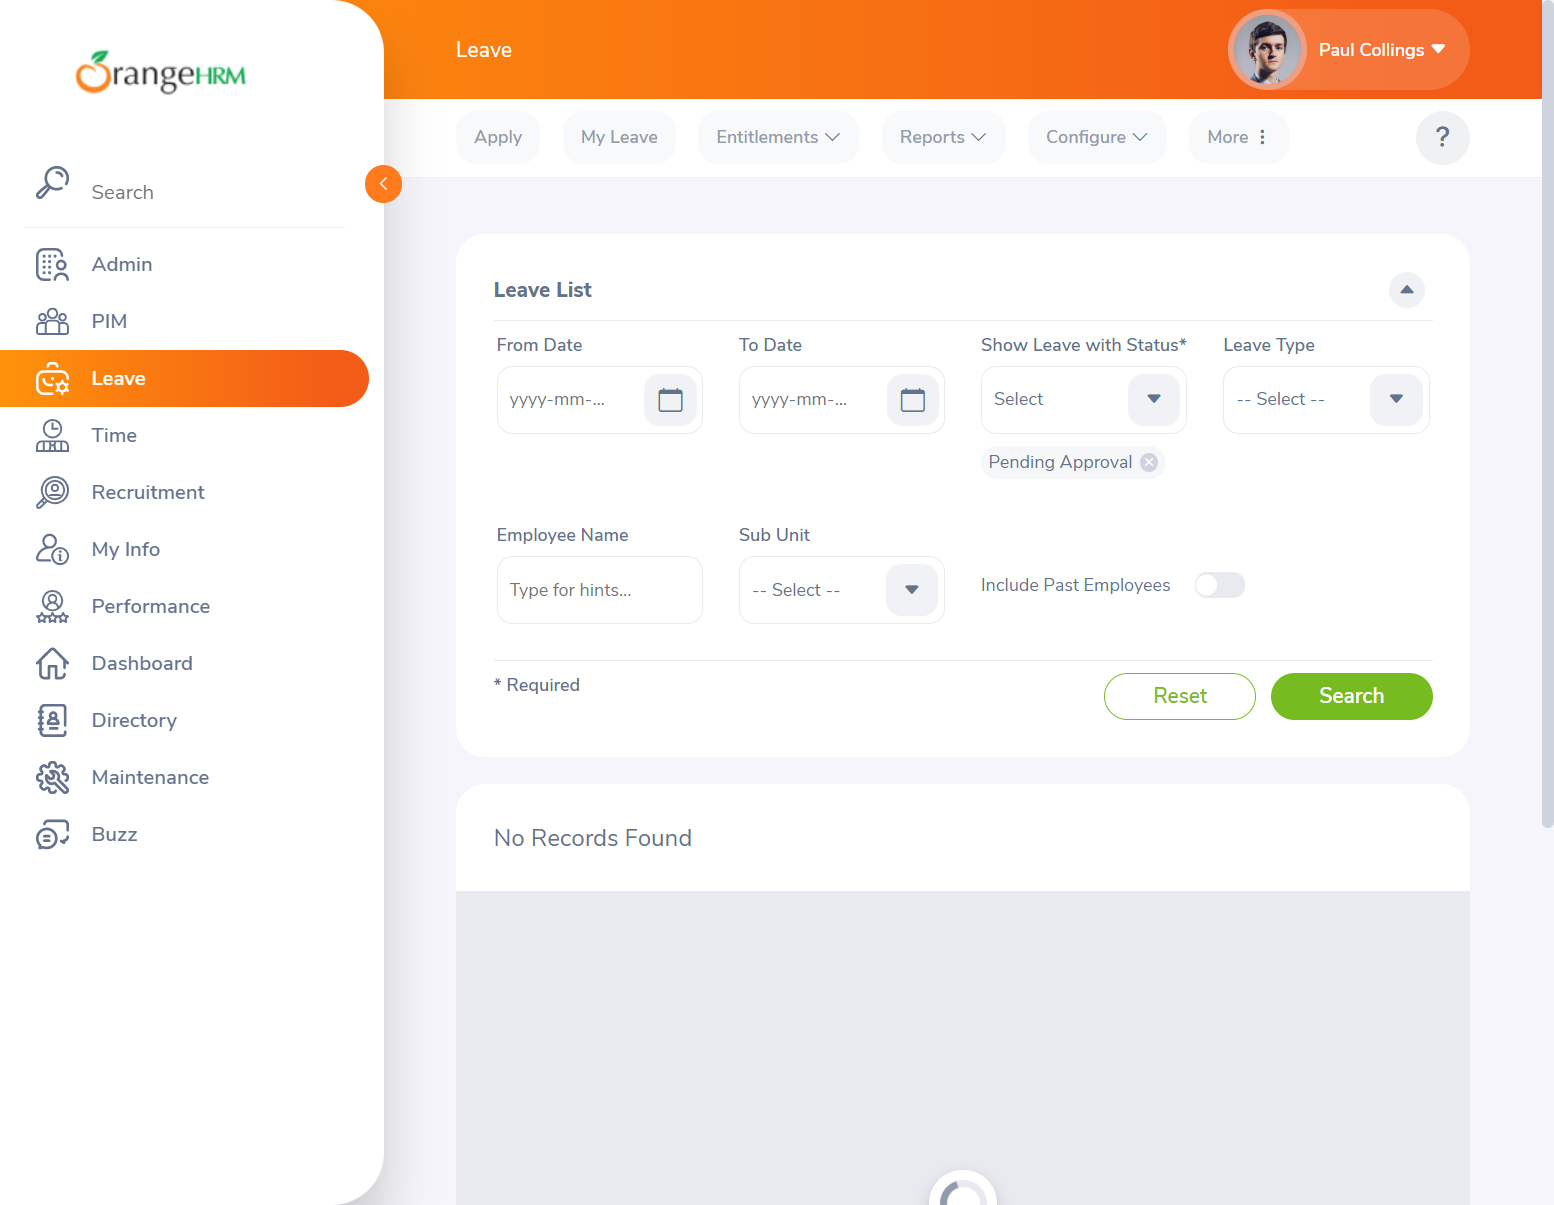 OrangeHRM
Leave
Paul Collings
Apply
My Leave
Entitlements
Reports
Configure
More
?
Search
Admin
PIM
Leave
Time
Recruitment
My Info
Performance
Dashboard
Directory
Maintenance
Buzz
Leave List
From Date
To Date
Show Leave with Status*
Leave Type
yyyy-mm-...
yyyy-mm-...
Select
-- Select --
Pending Approval
Employee Name
Sub Unit
Type for hints...
-- Select --
Include Past Employees
* Required
Reset
Search
No Records Found